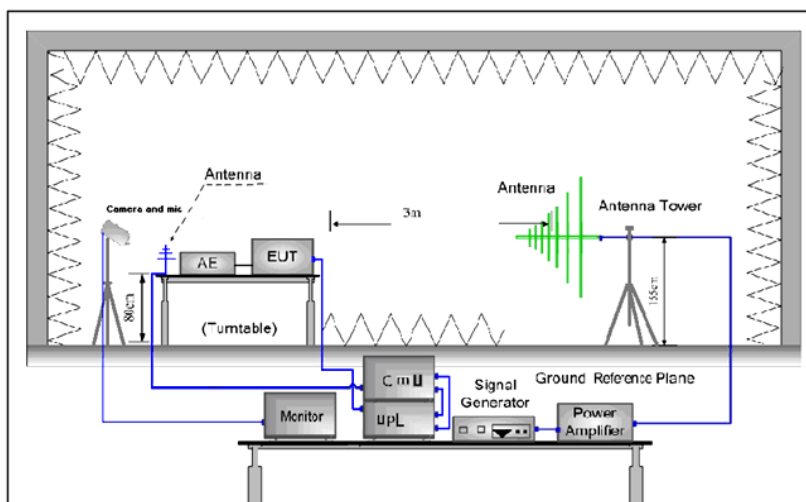 Antenna
Camera and mic
Antenna
3m
Antenna Tower
AE
EUT
80cm
155cm
(Turntable)
Cmu
upL
Monitor
Signal
Generator
Ground Reference Plane
Power
Amplifier